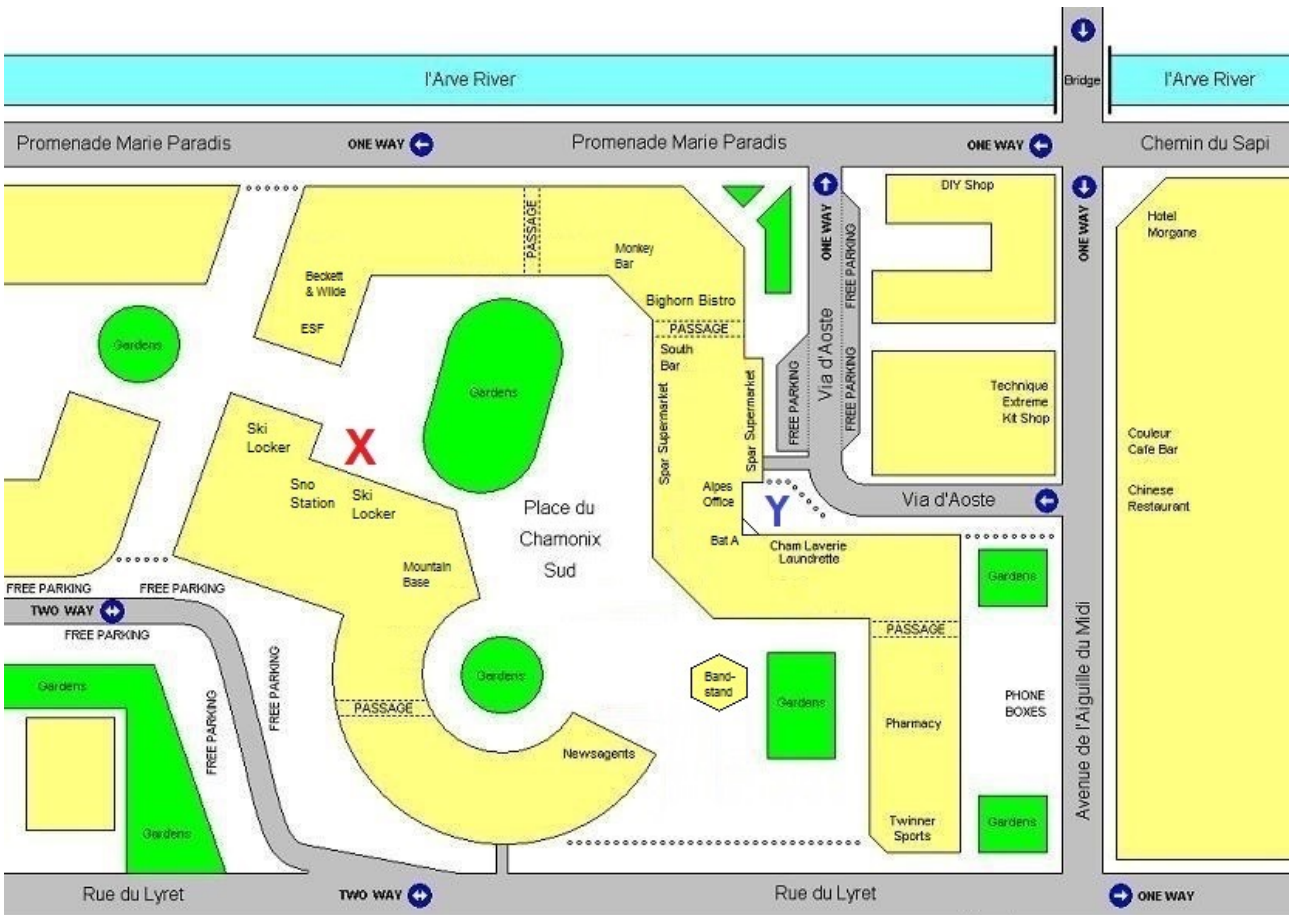 l'Arve River
Bridge
l'Arve River
Promenade Marie Paradis
ONE WAY
Promenade Marie Paradis
ONE WAY
Chemin du Sapi
DIY Shop
Hotel
Morgane
PASSAGE
Monkey
Bar
ONE WAY
FREE PARKING
ONE WAY
Beckett
& Wilde
ESF
Bighorn Bistro
PASSAGE
South
Bar
Gardens
Gardens
Via d'Aoste
FREE PARKING
FREE PARKING
Spar Supermarket
Spar Supermarket
Technique
Extreme
Kit Shop
Ski
Locker
X
Couleur
Cafe Bar
Sno
Station
Ski
Locker
Alpes
Office
Y
Via d'Aoste
Chinese
Restaurant
Place du
Chamonix
Sud
Bat A
Cham Laverie
Laundrette
Mountain
Base
Gardens
FREE PARKING
FREE PARKING
TWO WAY
FREE PARKING
PASSAGE
Gardens
FREE PARKING
FREE PARKING
Gardens
Band-
stand
Gardens
PHONE
BOXES
Avenue de l'Aiguille du Midi
PASSAGE
Pharmacy
Newsagents
Gardens
Twinner
Sports
Gardens
Rue du Lyret
TWO WAY
Rue du Lyret
ONE WAY